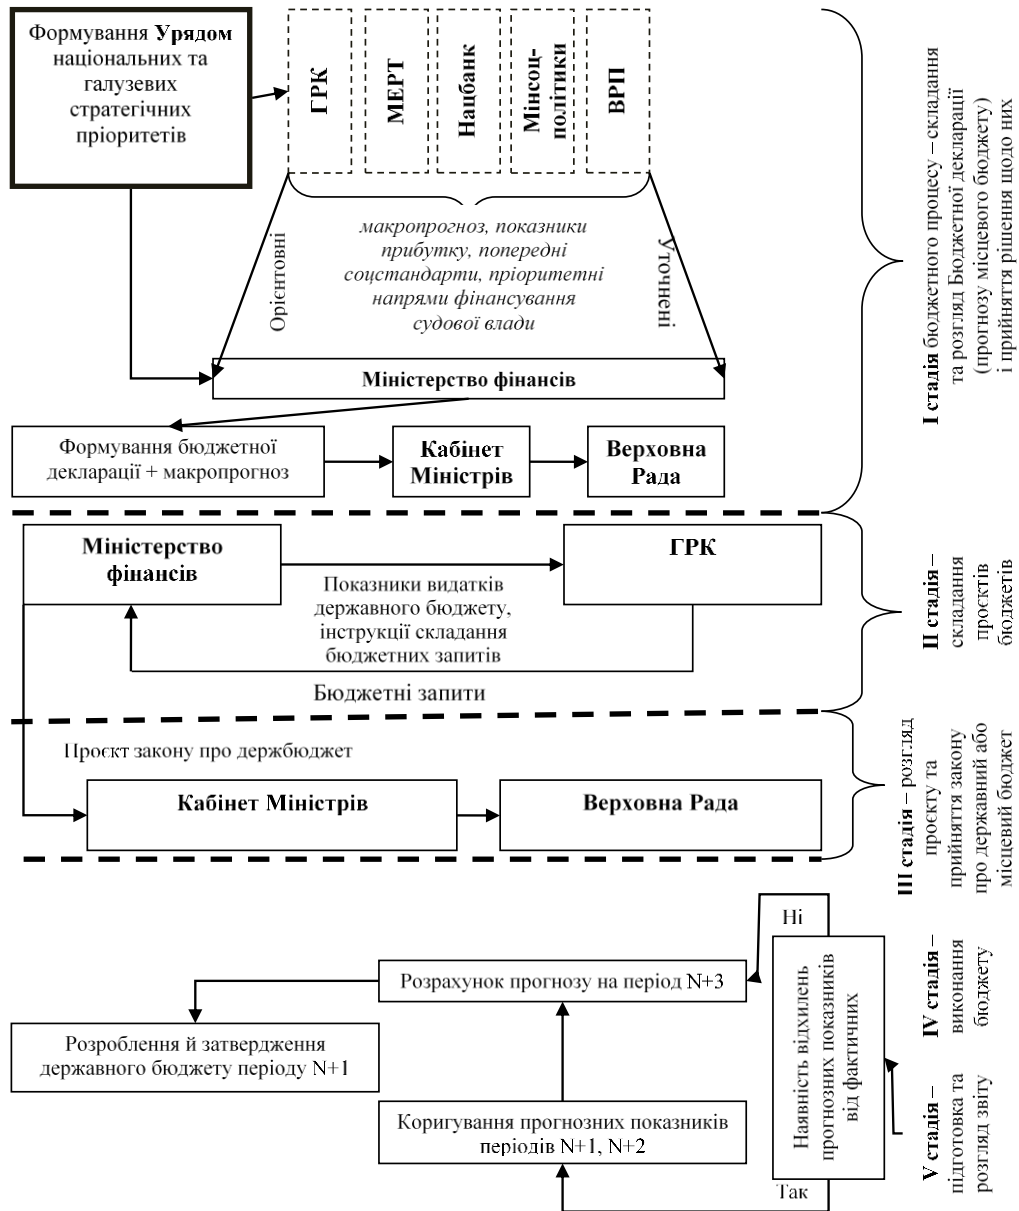 Формування Урядом
національних та
галузевих
стратегічних
пріоритетів
ГРК
МЕРТ
Нацбанк
Мінсоц-
політики
ВРП
макропрогноз, показники
прибутку, попередні
соцстандарти, пріоритетні
напрями фінансування
судової влади
Орієнтовні
Уточнені
Міністерство фінансів
Формування бюджетної
декларації + макропрогноз
Кабінет
Міністрів
Верховна
Рада
І стадія бюджетного процесу – складання
та розгляд Бюджетної декларації
(прогнозу місцевого бюджету)
і прийняття рішення щодо них
Міністерство
фінансів
ГРК
Показники видатків
державного бюджету,
інструкції складання
бюджетних запитів
Бюджетні запити
ІІ стадія –
складання
проєктів
бюджетів
Проєкт закону про держбюджет
Кабінет Міністрів
Верховна Рада
ІІІ стадія – розгляд
проєкту та
прийняття закону
про державний або
місцевий бюджет
Ні
Розрахунок прогнозу на період N+3
Розроблення й затвердження
державного бюджету періоду N+1
Коригування прогнозних показників
періодів N+1, N+2
Наявність відхилень
прогнозних показників
від фактичних
Так
IV стадія –
виконання
бюджету
V стадія –
підготовка та
розгляд звіту